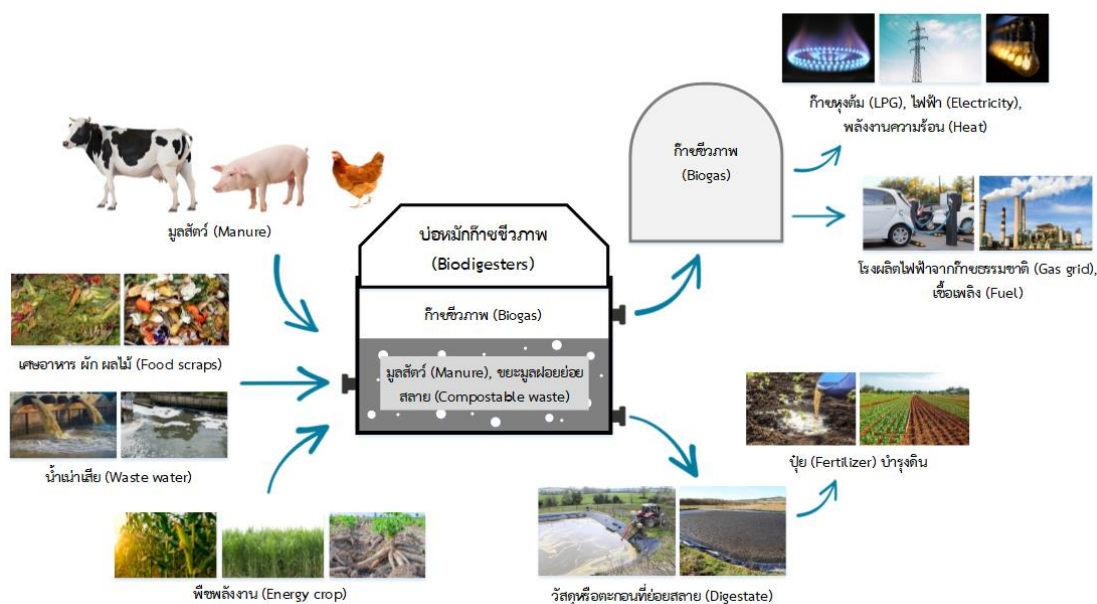 มูลสัตว์ (Manure)
เศษอาหาร ผัก ผลไม้ (Food scraps)
น้ำเน่าเสีย (Waste water)
พืชพลังงาน (Energy crop)
บ่อหมักก๊าซชีวภาพ
(Biodigesters)
ก๊าซชีวภาพ (Biogas)
มูลสัตว์ (Manure), ขยะมูลฝอยย่อย
สลาย (Compostable waste)
ก๊าซชีวภาพ
(Biogas)
ก๊าซหุงต้ม (LPG), ไฟฟ้า (Electricity),
พลังงานความร้อน (Heat)
โรงผลิตไฟฟ้าจากก๊าซธรรมชาติ (Gas grid),
เชื้อเพลิง (Fuel)
ปุ๋ย (Fertilizer) บำรุงดิน
วัสดุหรือตะกอนที่ย่อยสลาย (Digestate)